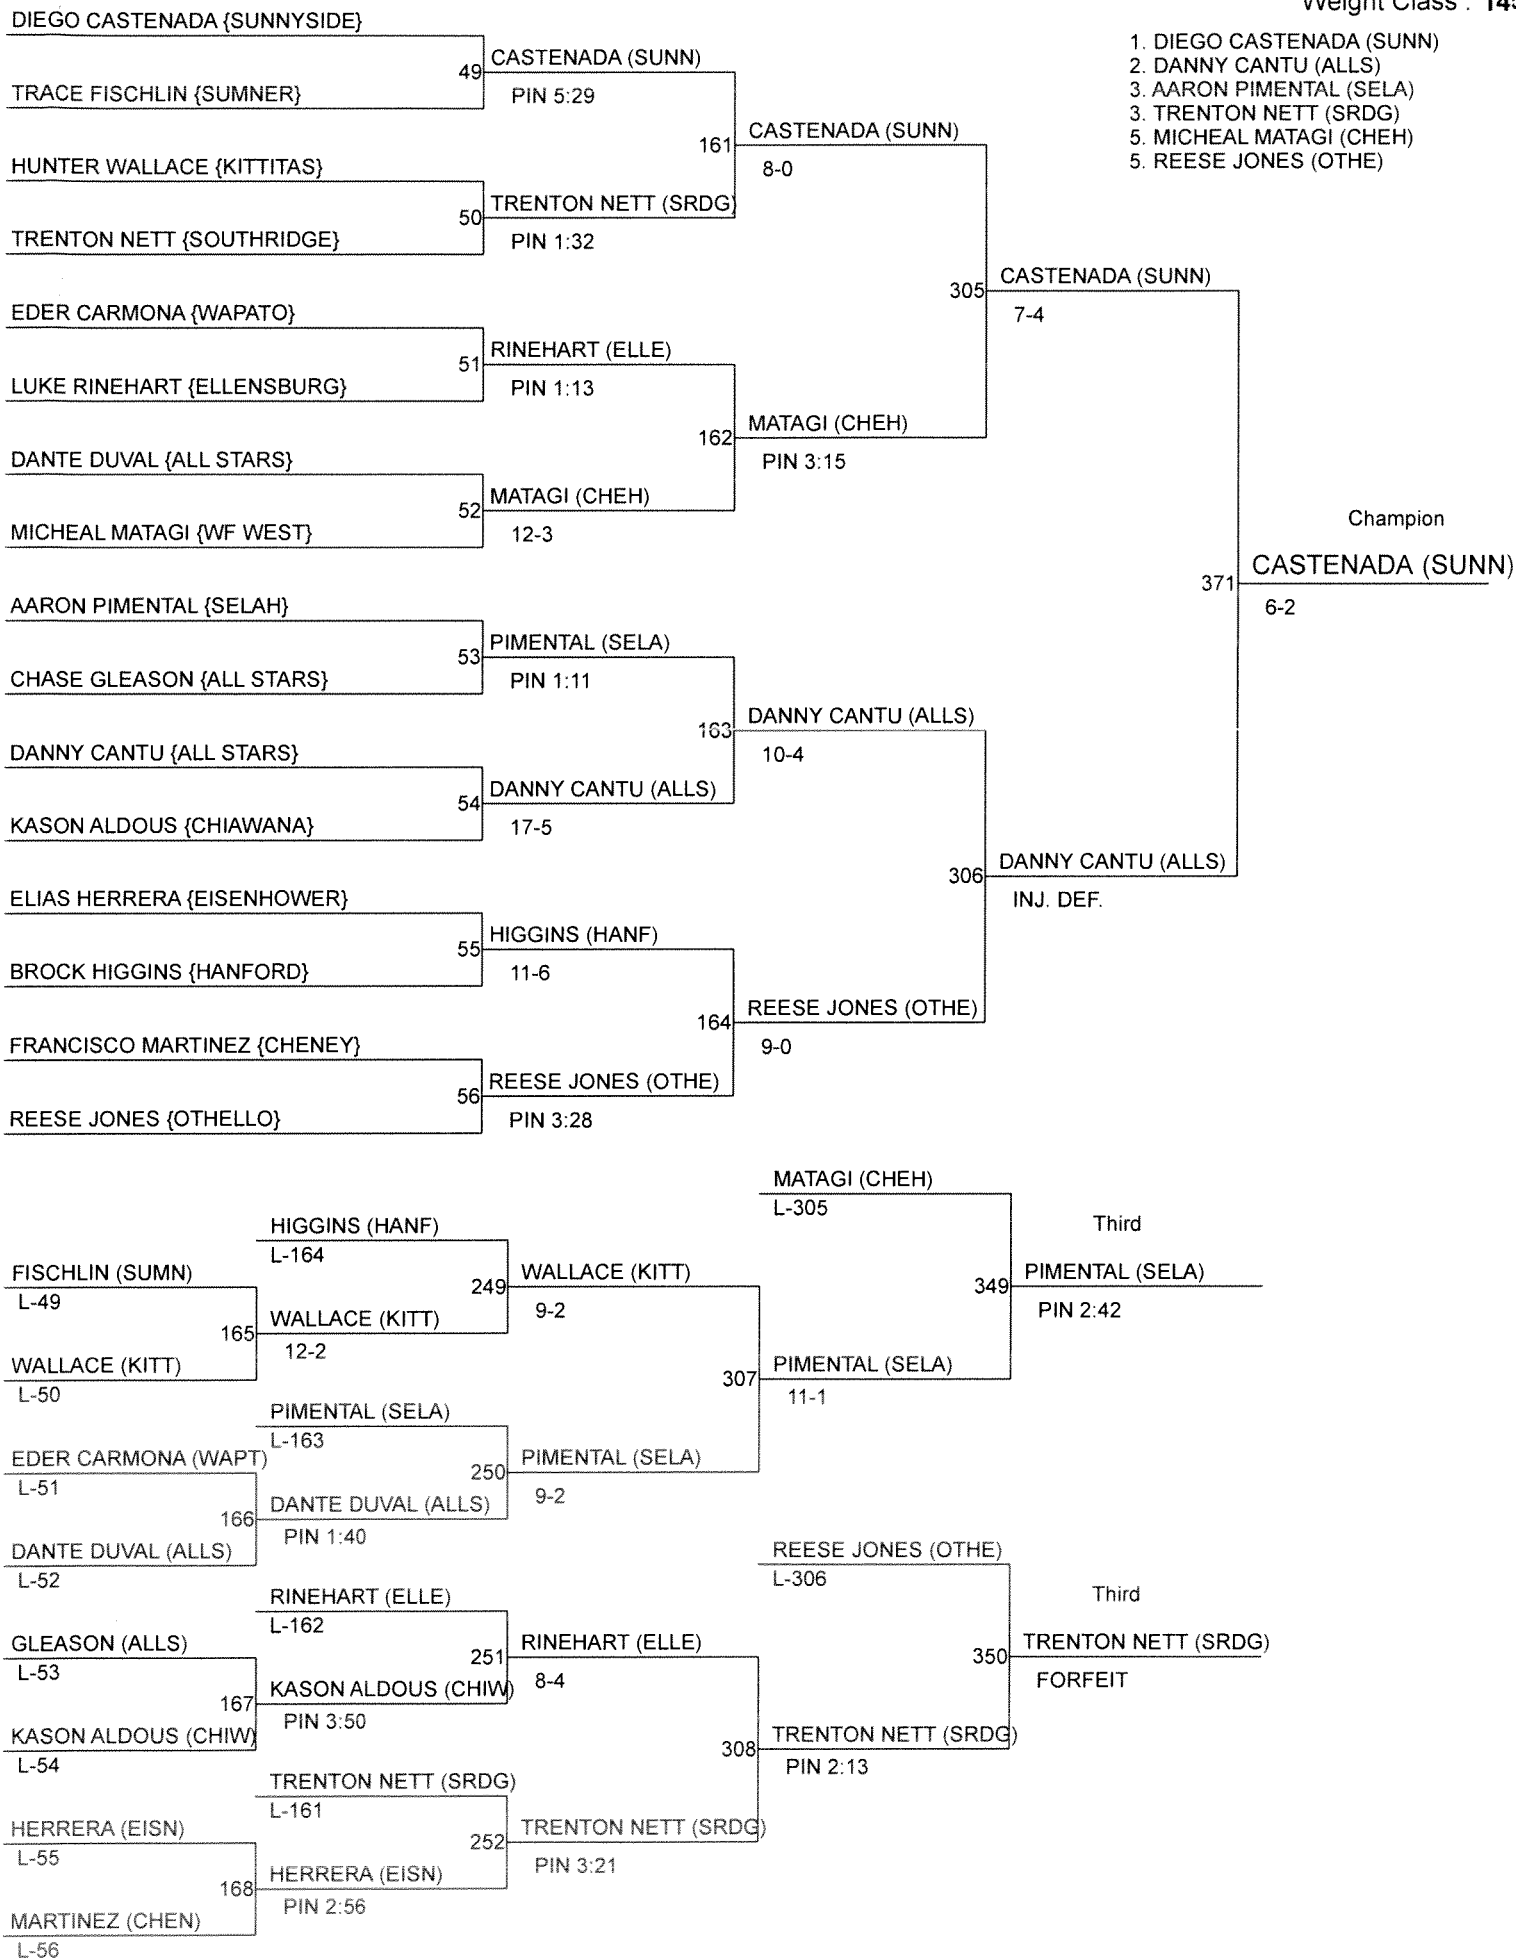 Weight Class : 145
1. DIEGO CASTENADA (SUNN)
2. DANNY CANTU (ALLS)
3. AARON PIMENTAL (SELA)
3. TRENTON NETT (SRDG)
5. MICHEAL MATAGI (CHEH)
5. REESE JONES (OTHE)
DIEGO CASTENADA {SUNNYSIDE}
49 CASTENADA (SUNN)
TRACE FISCHLIN {SUMNER}
PIN 5:29
161 CASTENADA (SUNN)
8-0
HUNTER WALLACE {KITTITAS}
50 TRENTON NETT (SRDG)
TRENTON NETT {SOUTHRIDGE}
PIN 1:32
305 CASTENADA (SUNN)
7-4
EDER CARMONA {WAPATO}
51 RINEHART (ELLE)
LUKE RINEHART {ELLENSBURG}
PIN 1:13
162 MATAGI (CHEH)
PIN 3:15
DANTE DUVAL {ALL STARS}
52 MATAGI (CHEH)
MICHEAL MATAGI {WF WEST}
12-3
Champion
371 CASTENADA (SUNN)
6-2
AARON PIMENTAL {SELAH}
53 PIMENTAL (SELA)
CHASE GLEASON {ALL STARS}
PIN 1:11
163 DANNY CANTU (ALLS)
10-4
DANNY CANTU {ALL STARS}
54 DANNY CANTU (ALLS)
KASON ALDOUS {CHIAWANA}
17-5
306 DANNY CANTU (ALLS)
INJ. DEF.
ELIAS HERRERA {EISENHOWER}
55 HIGGINS (HANF)
BROCK HIGGINS {HANFORD}
11-6
164 REESE JONES (OTHE)
9-0
FRANCISCO MARTINEZ {CHENEY}
56 REESE JONES (OTHE)
REESE JONES {OTHELLO}
PIN 3:28
MATAGI (CHEH)
L-305
Third
HIGGINS (HANF)
L-164
FISCHLIN (SUMN)
L-49
249 WALLACE (KITT)
9-2
349 PIMENTAL (SELA)
PIN 2:42
165 WALLACE (KITT)
12-2
WALLACE (KITT)
L-50
307 PIMENTAL (SELA)
11-1
PIMENTAL (SELA)
L-163
EDER CARMONA (WAPT)
L-51
250 PIMENTAL (SELA)
9-2
166 DANTE DUVAL (ALLS)
PIN 1:40
DANTE DUVAL (ALLS)
L-52
REESE JONES (OTHE)
L-306
Third
RINEHART (ELLE)
L-162
GLEASON (ALLS)
L-53
251 RINEHART (ELLE)
8-4
350 TRENTON NETT (SRDG)
FORFEIT
167 KASON ALDOUS (CHIW)
PIN 3:50
KASON ALDOUS (CHIW)
L-54
308 TRENTON NETT (SRDG)
PIN 2:13
TRENTON NETT (SRDG)
L-161
HERRERA (EISN)
L-55
252 TRENTON NETT (SRDG)
PIN 3:21
168 HERRERA (EISN)
PIN 2:56
MARTINEZ (CHEN)
L-56